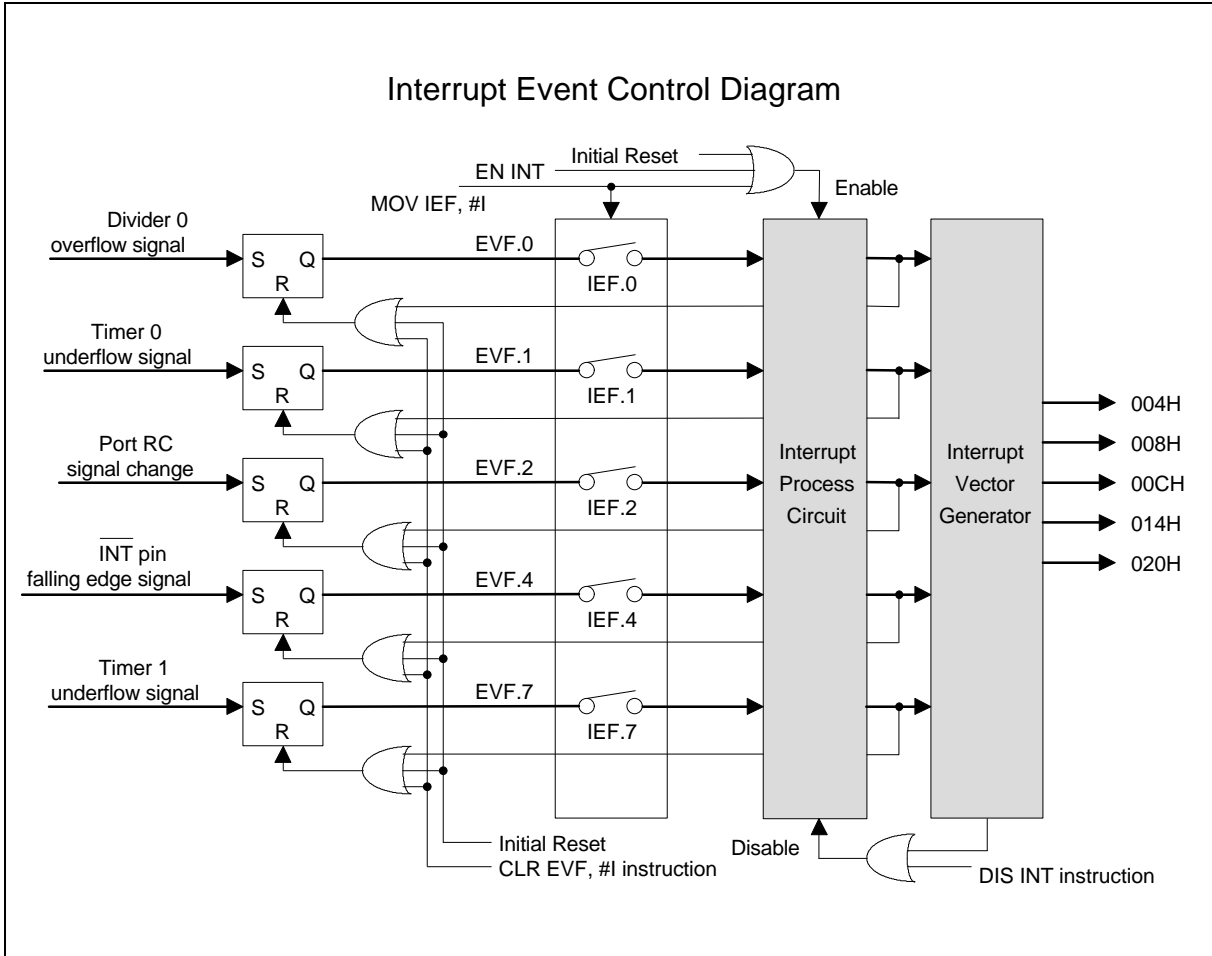 Interrupt Event Control Diagram
Initial Reset
EN INT
MOV IEF, #I
Enable
Divider 0
overflow signal
S Q
R
EVF.0
IEF.0
Timer 0
underflow signal
S Q
R
EVF.1
IEF.1
Port RC
signal change
S Q
R
EVF.2
IEF.2
INT pin
falling edge signal
S Q
R
EVF.4
IEF.4
Timer 1
underflow signal
S Q
R
EVF.7
IEF.7
Interrupt
Process
Circuit
Interrupt
Vector
Generator
004H
008H
00CH
014H
020H
Initial Reset
CLR EVF, #I instruction
Disable
DIS INT instruction